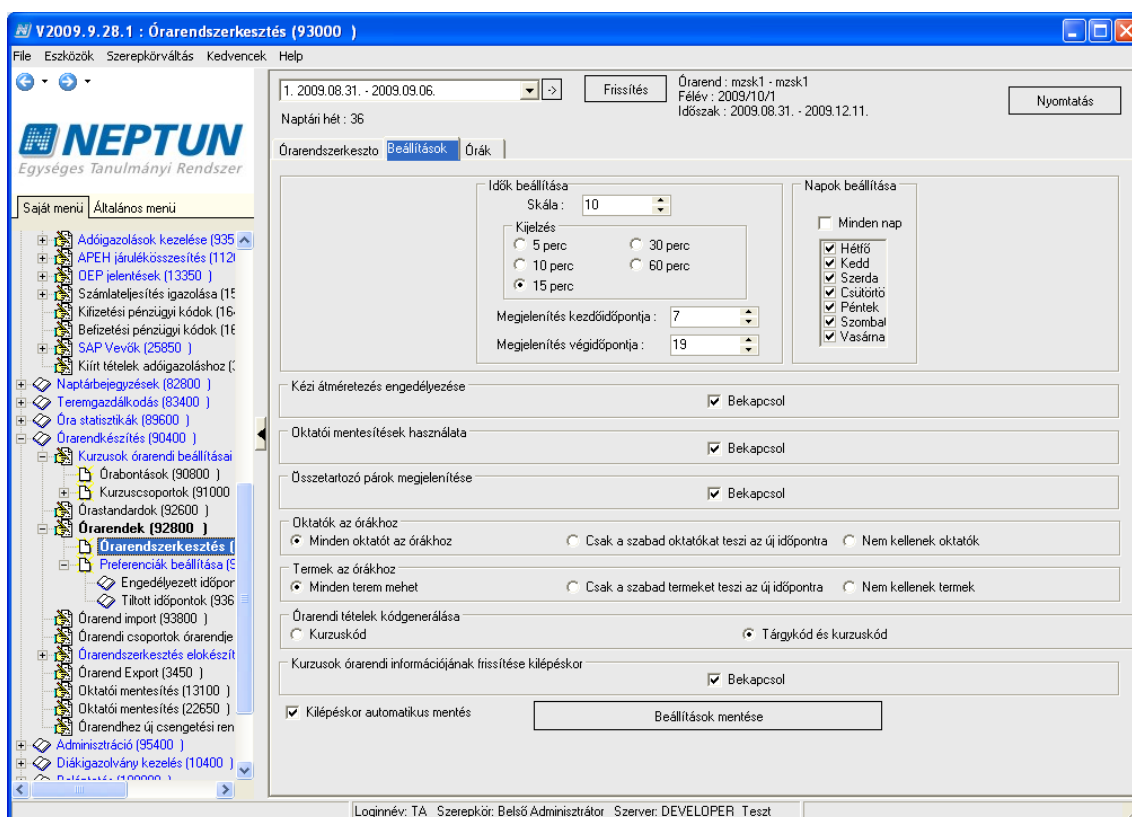 V2009.9.28.1 : Órarendszerkesztés (93000 )
File Eszközök Szerepkörváltás Kedvencek Help
NEPTUN
Egységes Tanulmányi Rendszer
Saját menü Általános menü
Adóigazolások kezelése (935
APEH járulékösszesítés (1120
OEP jelentések (13350 )
Számlateljesítés igazolása (15
Kifizetési pénzügyi kódok (164
Befizetési pénzügyi kódok (16
SAP Vevők (25850 )
Kiírt tételek adóigazoláshoz (
Naptárbejegyzések (82800 )
Teremgazdálkodás (83400 )
Óra statisztikák (89600 )
Órarendkészítés (90400 )
Kurzusok órarendi beállításai
Órabontások (90800 )
Kurzuscsoportok (91000
Órastandardok (92600 )
Órarendek (92800 )
Órarendszerkesztés (
Preferenciák beállítása (9
Engedélyezett időpor
Tiltott időpontok (936
Órarend import (93800 )
Órarendi csoportok órarendje
Órarendszerkesztés elokészít
Órarend Export (3450 )
Oktatói mentesítés (13100 )
Oktatói mentesítés (22650 )
Órarendhez új csengetési ren
Adminisztráció (95400 )
Diákigazolvány kezelés (10400 )
1. 2009.08.31. - 2009.09.06.
->
Frissítés
Órarend : mzsk1 - mzsk1
Félév : 2009/10/1
Időszak : 2009.08.31. - 2009.12.11.
Nyomtatás
Naptári hét : 36
Órarendszerkeszto Beállítások Órák
Idők beállítása
Skála : 10
Kijelzés
5 perc 30 perc
10 perc 60 perc
15 perc
Megjelenítés kezdőidőpontja : 7
Megjelenítés végidőpontja : 19
Napok beállítása
Minden nap
Hétfő
Kedd
Szerda
Csütörtö
Péntek
Szombat
Vasárna
Kézi átméretezés engedélyezése
Bekapcsol
Oktatói mentesítések használata
Bekapcsol
Összetartozó párok megjelenítése
Bekapcsol
Oktatók az órákhoz
Minden oktatót az órákhoz Csak a szabad oktatókat teszi az új időpontra Nem kellenek oktatók
Termek az órákhoz
Minden terem mehet Csak a szabad termeket teszi az új időpontra Nem kellenek termek
Órarendi tételek kódgenerálása
Kurzuskód Tárgykód és kurzuskód
Kurzusok órarendi információjának frissítése kilépéskor
Bekapcsol
Kilépéskor automatikus mentés
Beállítások mentése
Loginnév: TA Szerepkör: Belső Adminisztrátor Szerver: DEVELOPER Teszt